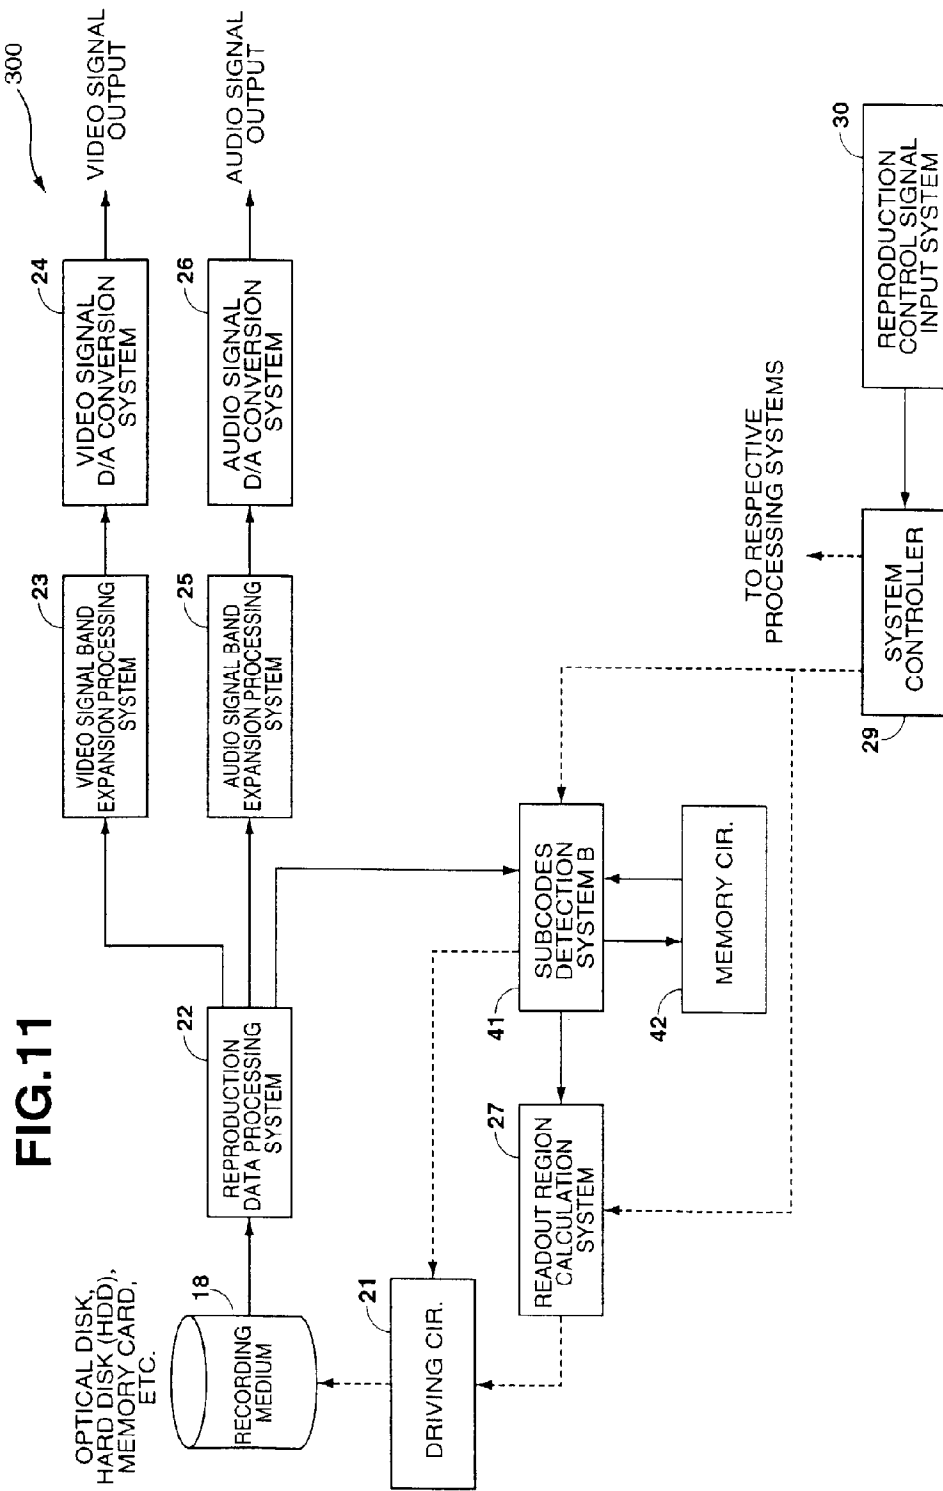 FIG.11
300
OPTICAL DISK,
HARD DISK (HDD),
MEMORY CARD,
ETC.
18
RECORDING
MEDIUM
22
REPRODUCTION
DATA PROCESSING
SYSTEM
23
VIDEO SIGNAL BAND
EXPANSION PROCESSING
SYSTEM
24
VIDEO SIGNAL
D/A CONVERSION
SYSTEM
VIDEO SIGNAL
OUTPUT
25
AUDIO SIGNAL BAND
EXPANSION PROCESSING
SYSTEM
26
AUDIO SIGNAL
D/A CONVERSION
SYSTEM
AUDIO SIGNAL
OUTPUT
21
DRIVING CIR.
27
READOUT REGION
CALCULATION
SYSTEM
41
SUBCODES
DETECTION
SYSTEM B
42
MEMORY CIR.
TO RESPECTIVE
PROCESSING SYSTEMS
29
SYSTEM
CONTROLLER
30
REPRODUCTION
CONTROL SIGNAL
INPUT SYSTEM